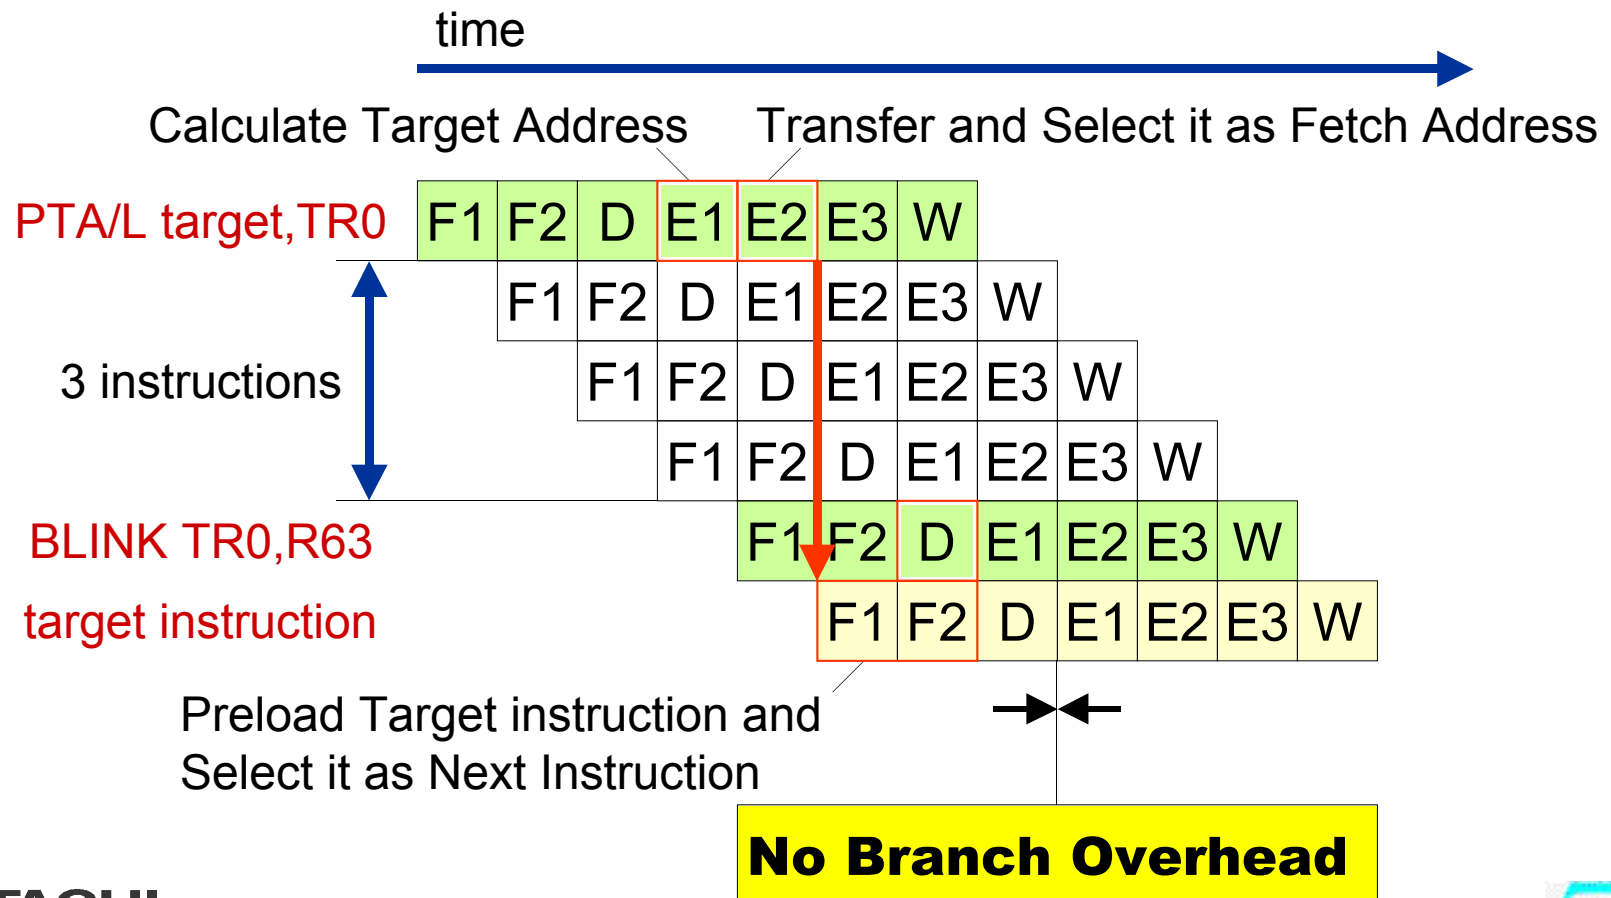 time
Calculate Target Address Transfer and Select it as Fetch Address
PTA/L target,TR0 F1 F2 D E1 E2 E3 W
F1 F2 D E1 E2 E3 W
3 instructions F1 F2 D E1 E2 E3 W
F1 F2 D E1 E2 E3 W
BLINK TR0,R63 F1 F2 D E1 E2 E3 W
target instruction F1 F2 D E1 E2 E3 W
Preload Target instruction and
Select it as Next Instruction
No Branch Overhead